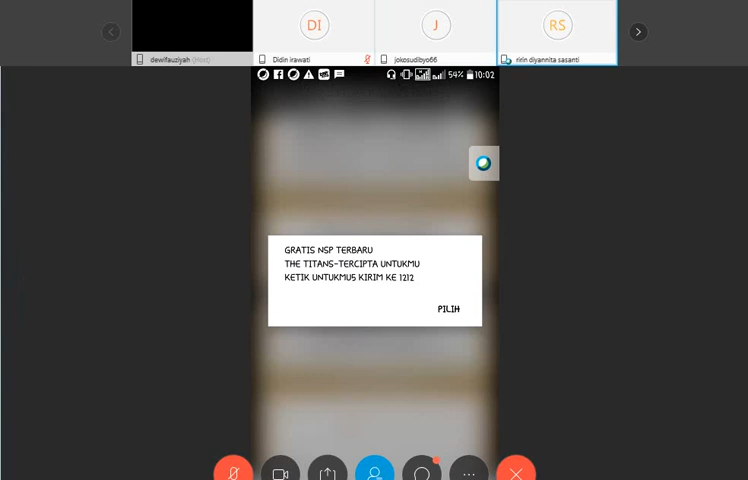 DI
J
RS
dewifauziyah (Host)
Didin irawati
jokosudibyo66
ririn diyannita sasanti
54% 10:02
GRATIS NSP TERBARU
THE TITANS-TERCIPTA UNTUKMU
KETIK UNTUKMU5 KIRIM KE 1212
PILIH